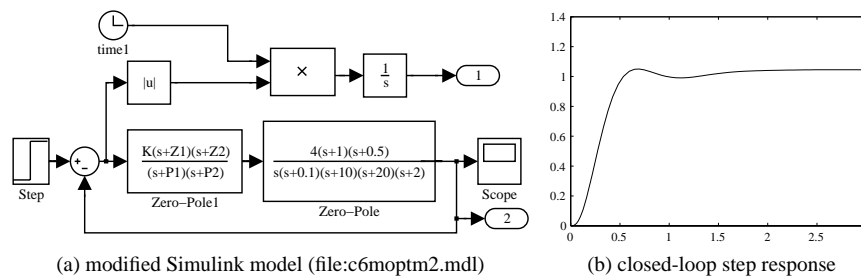 time1
|u|
×
1
s
1
Step
+
−
K(s+Z1)(s+Z2)
(s+P1)(s+P2)
Zero−Pole1
4(s+1)(s+0.5)
s(s+0.1)(s+10)(s+20)(s+2)
Zero−Pole
Scope
2
(a) modified Simulink model (file:c6moptm2.mdl)
1.4
1.2
1
0.8
0.6
0.4
0.2
0
0 0.5 1 1.5 2 2.5
(b) closed-loop step response